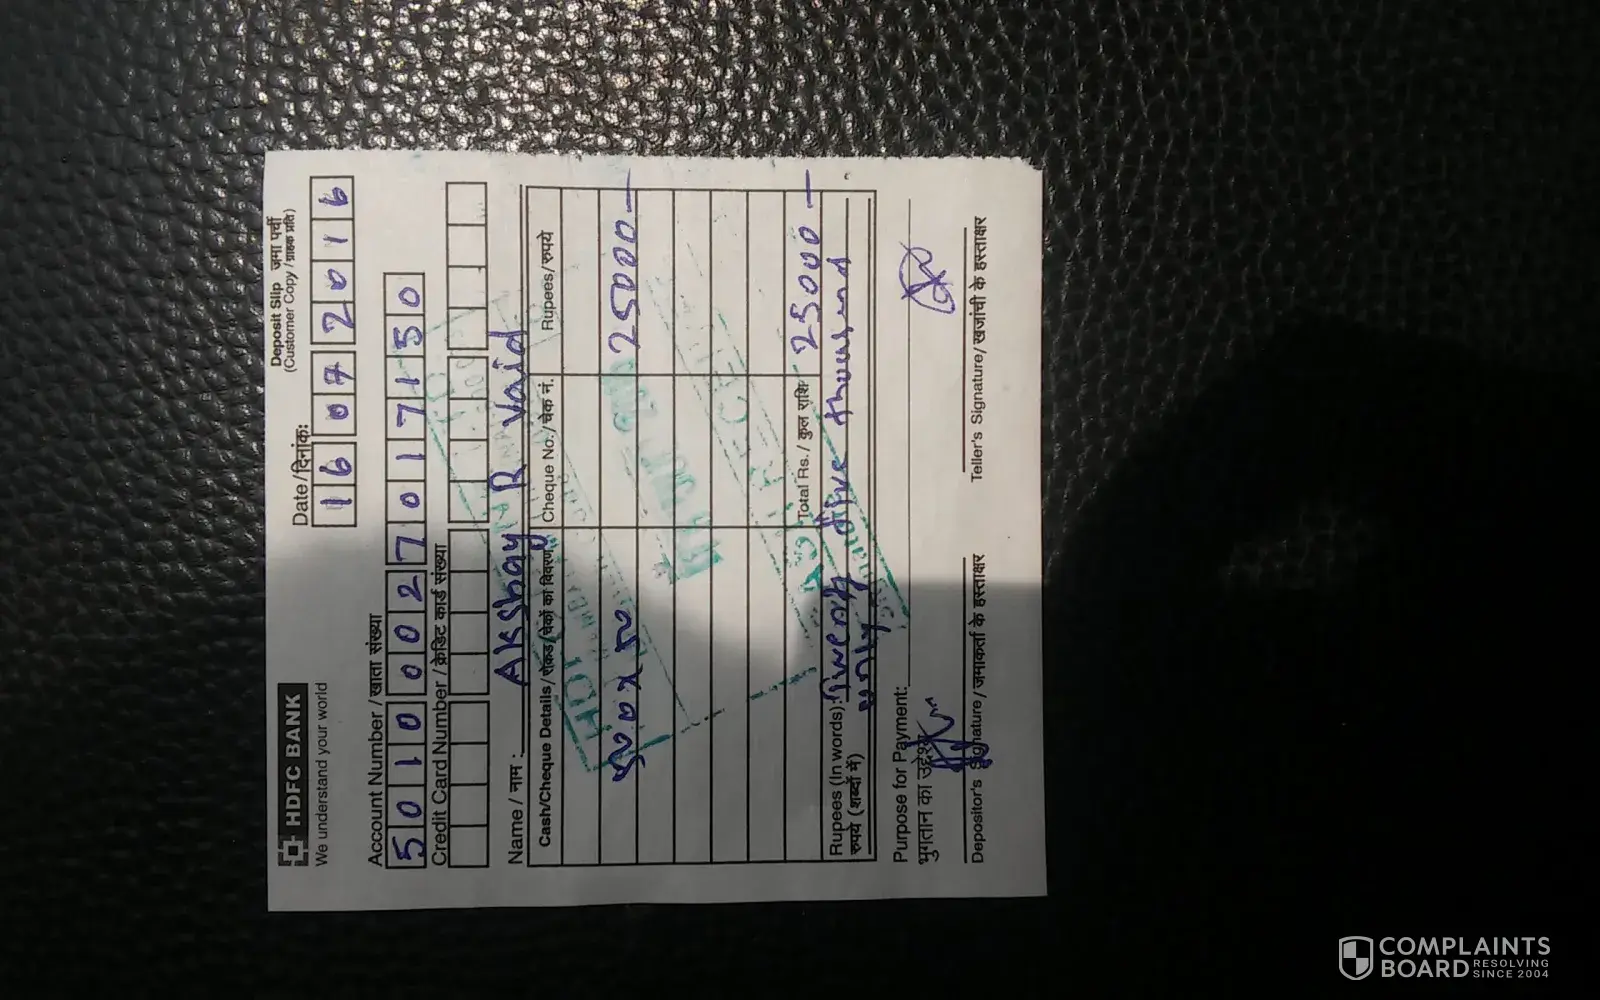 HDFC BANK
We understand your world
Deposit Slip जमा पर्ची
(Customer Copy / ग्राहक प्रति)
Date / दिनांक:
16 07 2016
Account Number / खाता संख्या
50100027017150
Credit Card Number / क्रेडिट कार्ड संख्या
Name / नाम : Akshay R Vaid
Cash/Cheque Details / रोकड/चेकों का विवरण Cheque No. / चेक नं. Rupees / रुपये
500 x 50 25000 —
Total Rs. / कुल राशि 25000 —
Rupees (In words): Twenty five thousand
रुपये (शब्दों में) only
Purpose for Payment:
भुगतान का उद्देश्य
Depositor's Signature / जमाकर्ता के हस्ताक्षर Teller's Signature / खजांची के हस्ताक्षर
COMPLAINTS
BOARD RESOLVING
SINCE 2004